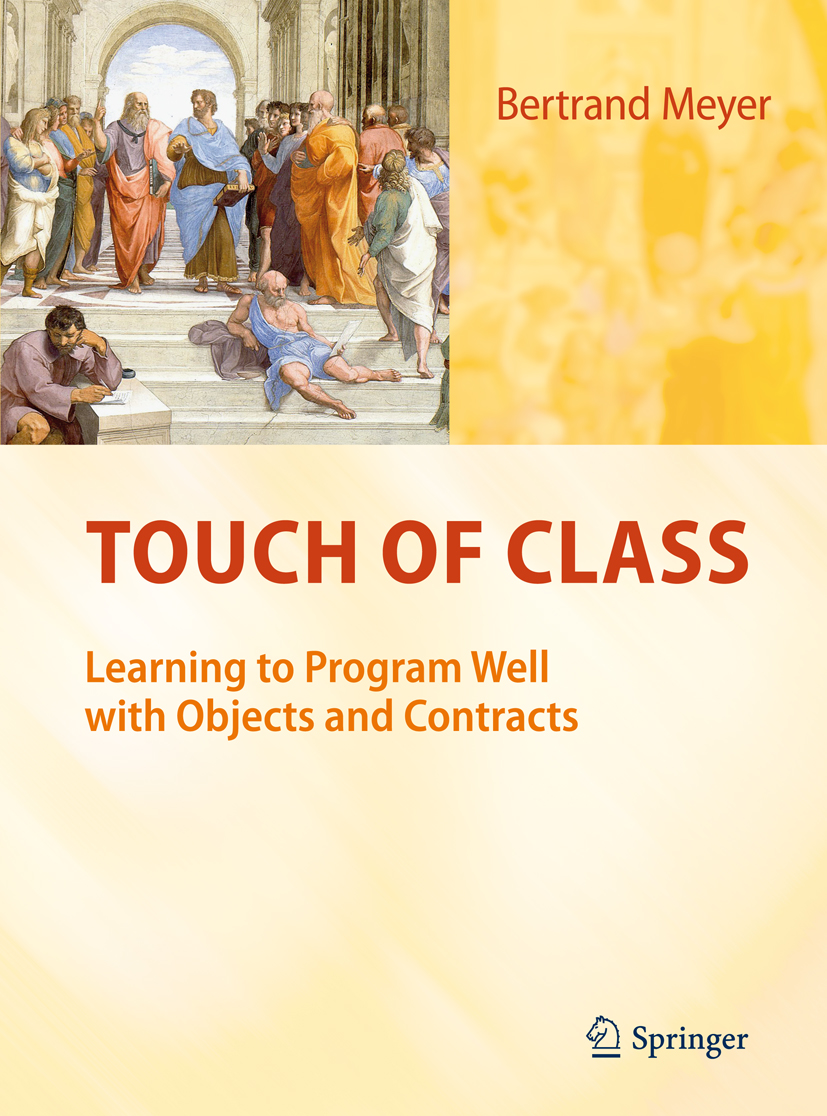 Bertrand Meyer
TOUCH OF CLASS
Learning to Program Well
with Objects and Contracts
Springer